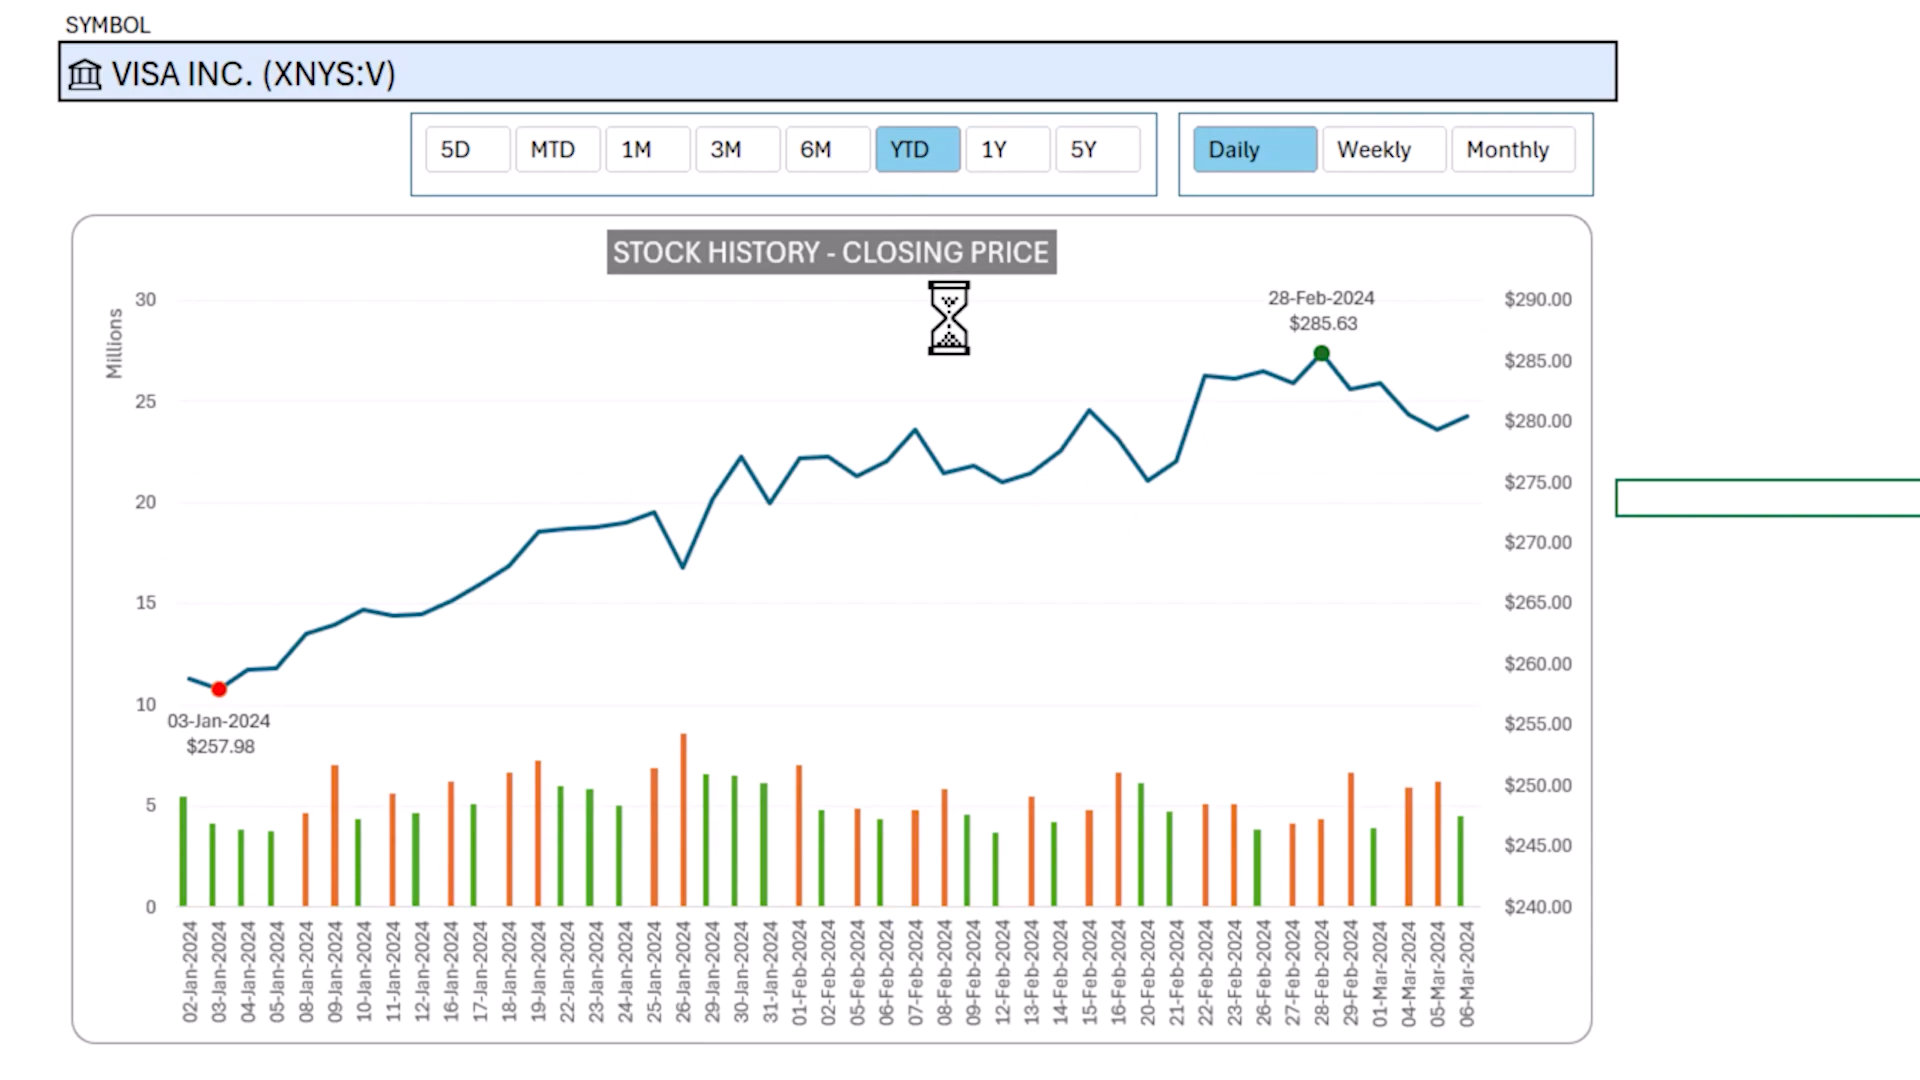 SYMBOL
VISA INC. (XNYS:V)
5D MTD 1M 3M 6M YTD 1Y 5Y
Daily Weekly Monthly
STOCK HISTORY - CLOSING PRICE
Millions
30
25
20
15
10
5
0
28-Feb-2024
$285.63
03-Jan-2024
$257.98
$290.00
$285.00
$280.00
$275.00
$270.00
$265.00
$260.00
$255.00
$250.00
$245.00
$240.00
02-Jan-2024
03-Jan-2024
04-Jan-2024
05-Jan-2024
08-Jan-2024
09-Jan-2024
10-Jan-2024
11-Jan-2024
12-Jan-2024
16-Jan-2024
17-Jan-2024
18-Jan-2024
19-Jan-2024
22-Jan-2024
23-Jan-2024
24-Jan-2024
25-Jan-2024
26-Jan-2024
29-Jan-2024
30-Jan-2024
31-Jan-2024
01-Feb-2024
02-Feb-2024
05-Feb-2024
06-Feb-2024
07-Feb-2024
08-Feb-2024
09-Feb-2024
12-Feb-2024
13-Feb-2024
14-Feb-2024
15-Feb-2024
16-Feb-2024
20-Feb-2024
21-Feb-2024
22-Feb-2024
23-Feb-2024
26-Feb-2024
27-Feb-2024
28-Feb-2024
29-Feb-2024
01-Mar-2024
04-Mar-2024
05-Mar-2024
06-Mar-2024